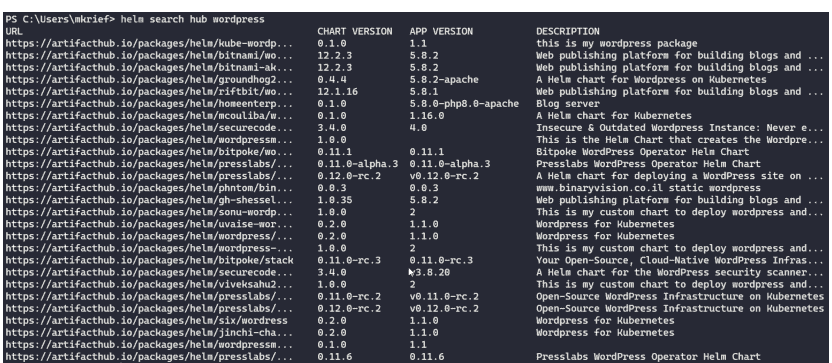 PS C:\Users\mkrief> helm search hub wordpress
URL CHART VERSION APP VERSION DESCRIPTION
https://artifacthub.io/packages/helm/kube-wordp... 0.1.0 1.1 this is my wordpress package
https://artifacthub.io/packages/helm/bitnami/wo... 12.2.3 5.8.2 Web publishing platform for building blogs and ...
https://artifacthub.io/packages/helm/bitnami-ak... 12.2.3 5.8.2 Web publishing platform for building blogs and ...
https://artifacthub.io/packages/helm/groundhog2... 0.4.4 5.8.2-apache A Helm chart for Wordpress on Kubernetes
https://artifacthub.io/packages/helm/riftbit/wo... 12.1.16 5.8.1 Web publishing platform for building blogs and ...
https://artifacthub.io/packages/helm/homeenterp... 0.1.0 5.8.0-php8.0-apache Blog server
https://artifacthub.io/packages/helm/mcouliba/w... 0.1.0 1.16.0 A Helm chart for Kubernetes
https://artifacthub.io/packages/helm/securecode... 3.4.0 4.0 Insecure & Outdated Wordpress Instance: Never e...
https://artifacthub.io/packages/helm/wordpressm... 1.0.0 This is the Helm Chart that creates the Wordpre...
https://artifacthub.io/packages/helm/bitpoke/wo... 0.11.1 0.11.1 Bitpoke WordPress Operator Helm Chart
https://artifacthub.io/packages/helm/presslabs/... 0.11.0-alpha.3 0.11.0-alpha.3 Presslabs WordPress Operator Helm Chart
https://artifacthub.io/packages/helm/presslabs/... 0.12.0-rc.2 v0.12.0-rc.2 A Helm chart for deploying a WordPress site on ...
https://artifacthub.io/packages/helm/phntom/bin... 0.0.3 0.0.3 www.binaryvision.co.il static wordpress
https://artifacthub.io/packages/helm/gh-shessel... 1.0.35 5.8.2 Web publishing platform for building blogs and ...
https://artifacthub.io/packages/helm/sonu-wordp... 1.0.0 2 This is my custom chart to deploy wordpress and...
https://artifacthub.io/packages/helm/uvaise-wor... 0.2.0 1.1.0 Wordpress for Kubernetes
https://artifacthub.io/packages/helm/wordpress/... 0.2.0 1.1.0 Wordpress for Kubernetes
https://artifacthub.io/packages/helm/wordpress-... 1.0.0 2 This is my custom chart to deploy wordpress and...
https://artifacthub.io/packages/helm/bitpoke/stack 0.11.0-rc.3 0.11.0-rc.3 Your Open-Source, Cloud-Native WordPress Infras...
https://artifacthub.io/packages/helm/securecode... 3.4.0 v3.8.20 A Helm chart for the WordPress security scanner...
https://artifacthub.io/packages/helm/viveksahu2... 1.0.0 2 This is my custom chart to deploy wordpress and...
https://artifacthub.io/packages/helm/presslabs/... 0.11.0-rc.2 v0.11.0-rc.2 Open-Source WordPress Infrastructure on Kubernetes
https://artifacthub.io/packages/helm/presslabs/... 0.12.0-rc.2 v0.12.0-rc.2 Open-Source WordPress Infrastructure on Kubernetes
https://artifacthub.io/packages/helm/six/wordress 0.2.0 1.1.0 Wordpress for Kubernetes
https://artifacthub.io/packages/helm/jinchi-cha... 0.2.0 1.1.0 Wordpress for Kubernetes
https://artifacthub.io/packages/helm/wordpressm... 0.1.0 1.1
https://artifacthub.io/packages/helm/presslabs/... 0.11.6 0.11.6 Presslabs WordPress Operator Helm Chart